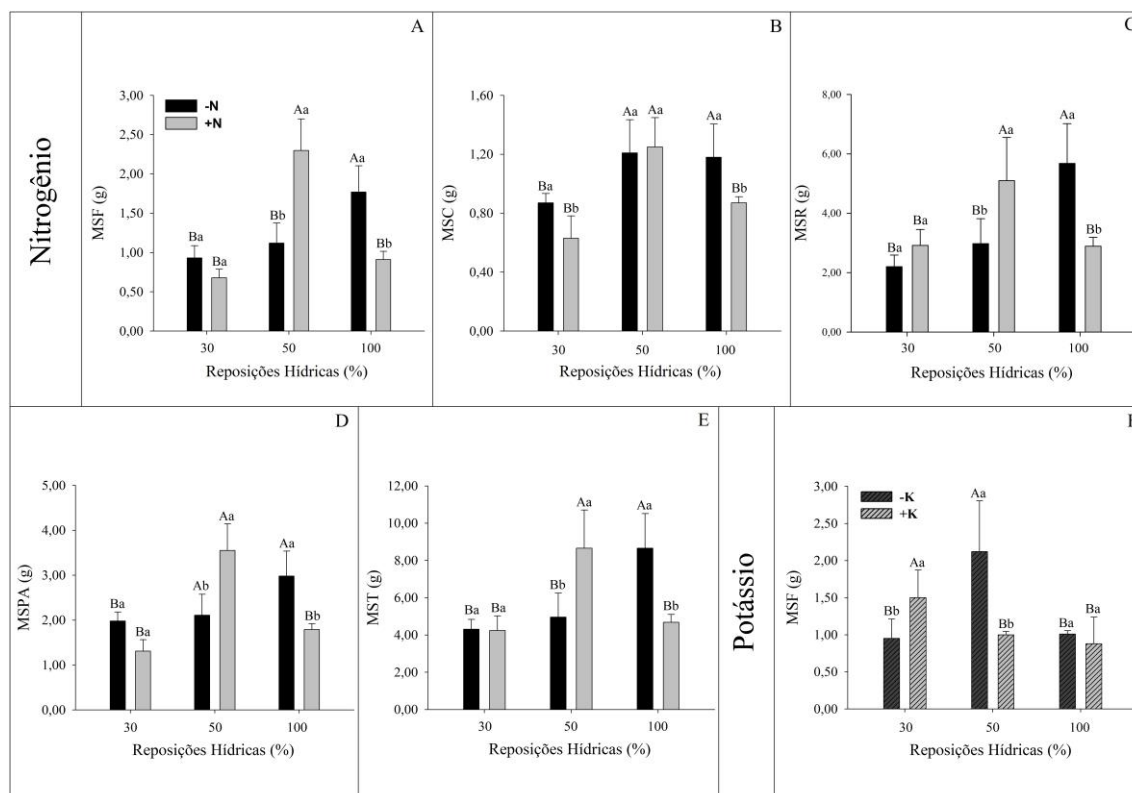 Nitrogênio
A
MSF (g)
3,00
2,50
2,00
1,50
1,00
0,50
0,00
-N
+N
Ba
Ba
Bb
Aa
Aa
Bb
30
50
100
Reposições Hídricas (%)
B
MSC (g)
1,60
1,20
0,80
0,40
0,00
Ba
Bb
Aa
Aa
Aa
Bb
30
50
100
Reposições Hídricas (%)
C
MSR (g)
8,00
6,00
4,00
2,00
0,00
Ba
Ba
Bb
Aa
Aa
Bb
30
50
100
Reposições Hídricas (%)
D
MSPA (g)
5,00
4,00
3,00
2,00
1,00
0,00
Ba
Ba
Ab
Aa
Aa
Bb
30
50
100
Reposições Hídricas (%)
E
MST (g)
12,00
10,00
8,00
6,00
4,00
2,00
0,00
Ba
Ba
Bb
Aa
Aa
Bb
30
50
100
Reposições Hídricas (%)
Potássio
MSF (g)
3,00
2,50
2,00
1,50
1,00
0,50
0,00
-K
+K
Bb
Aa
Aa
Bb
Ba
Ba
30
50
100
Reposições Hídricas (%)